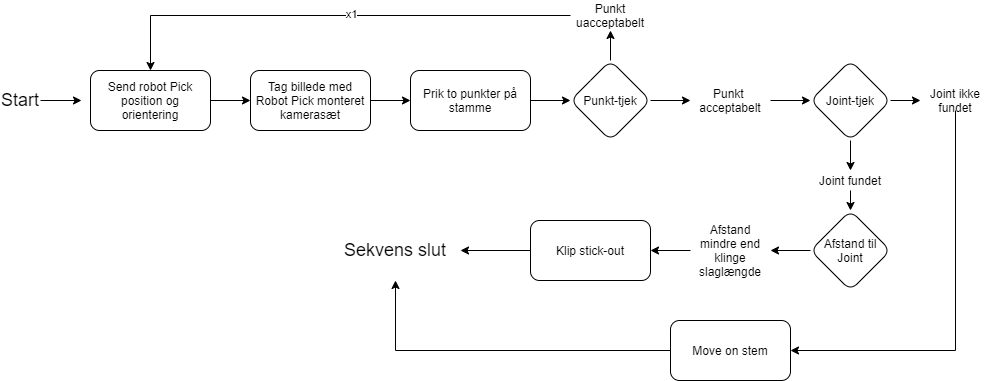 x1
Punkt
uacceptabelt
Start
Send robot Pick
position og
orientering
Tag billede med
Robot Pick monteret
kamerasæt
Prik to punkter på
stamme
Punkt-tjek
Punkt
acceptabelt
Joint-tjek
Joint ikke
fundet
Joint fundet
Afstand til
Joint
Afstand
mindre end
klinge
slaglængde
Klip stick-out
Sekvens slut
Move on stem